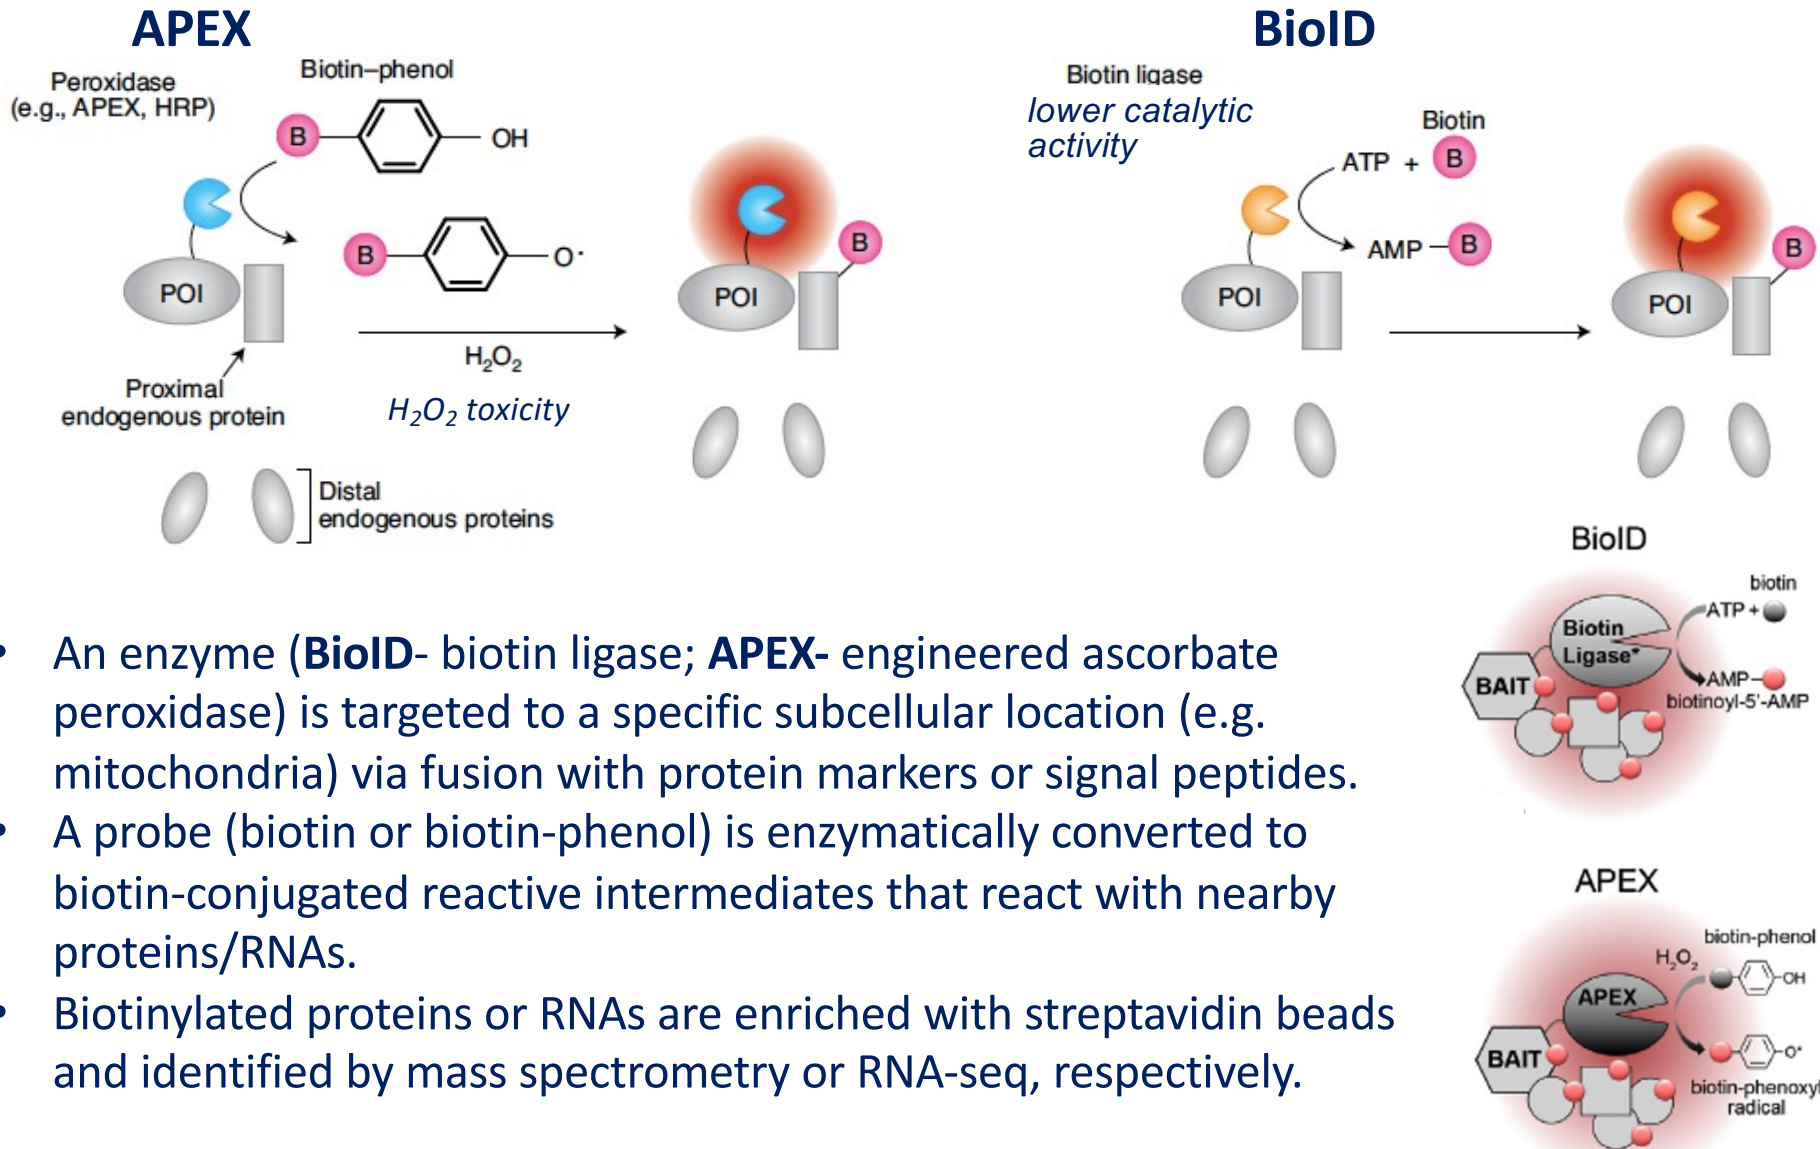 APEX
Peroxidase
(e.g., APEX, HRP)
Biotin–phenol
B
OH
B
O·
POI
H₂O₂
H₂O₂ toxicity
Proximal
endogenous protein
Distal
endogenous proteins
POI
B
BioID
Biotin ligase
lower catalytic
activity
Biotin
ATP + B
AMP — B
POI
POI
B
• An enzyme (BioID- biotin ligase; APEX- engineered ascorbate
peroxidase) is targeted to a specific subcellular location (e.g.
mitochondria) via fusion with protein markers or signal peptides.
• A probe (biotin or biotin-phenol) is enzymatically converted to
biotin-conjugated reactive intermediates that react with nearby
proteins/RNAs.
• Biotinylated proteins or RNAs are enriched with streptavidin beads
and identified by mass spectrometry or RNA-seq, respectively.
BioID
biotin
ATP +
Biotin
Ligase*
BAIT
AMP
biotinoyl-5'-AMP
APEX
biotin-phenol
H₂O₂
OH
APEX
BAIT
O•
biotin-phenoxyl
radical